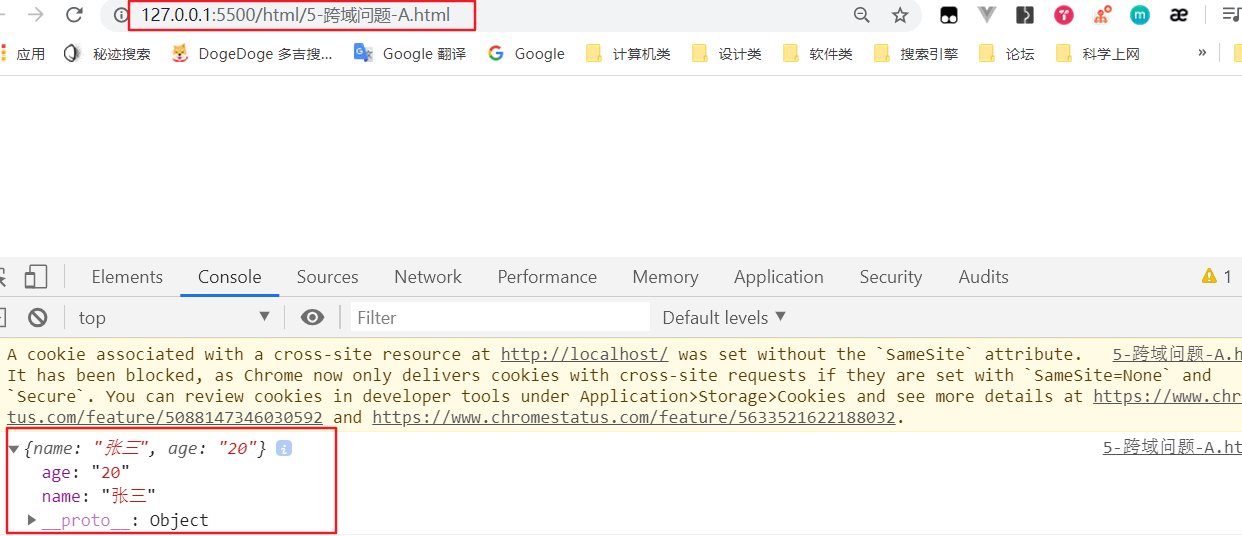 127.0.0.1:5500/html/5-跨域问题-A.html
应用 秘迹搜索 DogeDoge 多吉搜... Google 翻译 Google 计算机类 设计类 软件类 搜索引擎 论坛 科学上网 »
Elements Console Sources Network Performance Memory Application Security Audits 1
top Filter Default levels
A cookie associated with a cross-site resource at http://localhost/ was set without the `SameSite` attribute. 5-跨域问题-A.h
It has been blocked, as Chrome now only delivers cookies with cross-site requests if they are set with `SameSite=None` and
`Secure`. You can review cookies in developer tools under Application>Storage>Cookies and see more details at https://www.chr
tus.com/feature/5088147346030592 and https://www.chromestatus.com/feature/5633521622188032.
{name: "张三", age: "20"} i 5-跨域问题-A.ht
age: "20"
name: "张三"
__proto__: Object